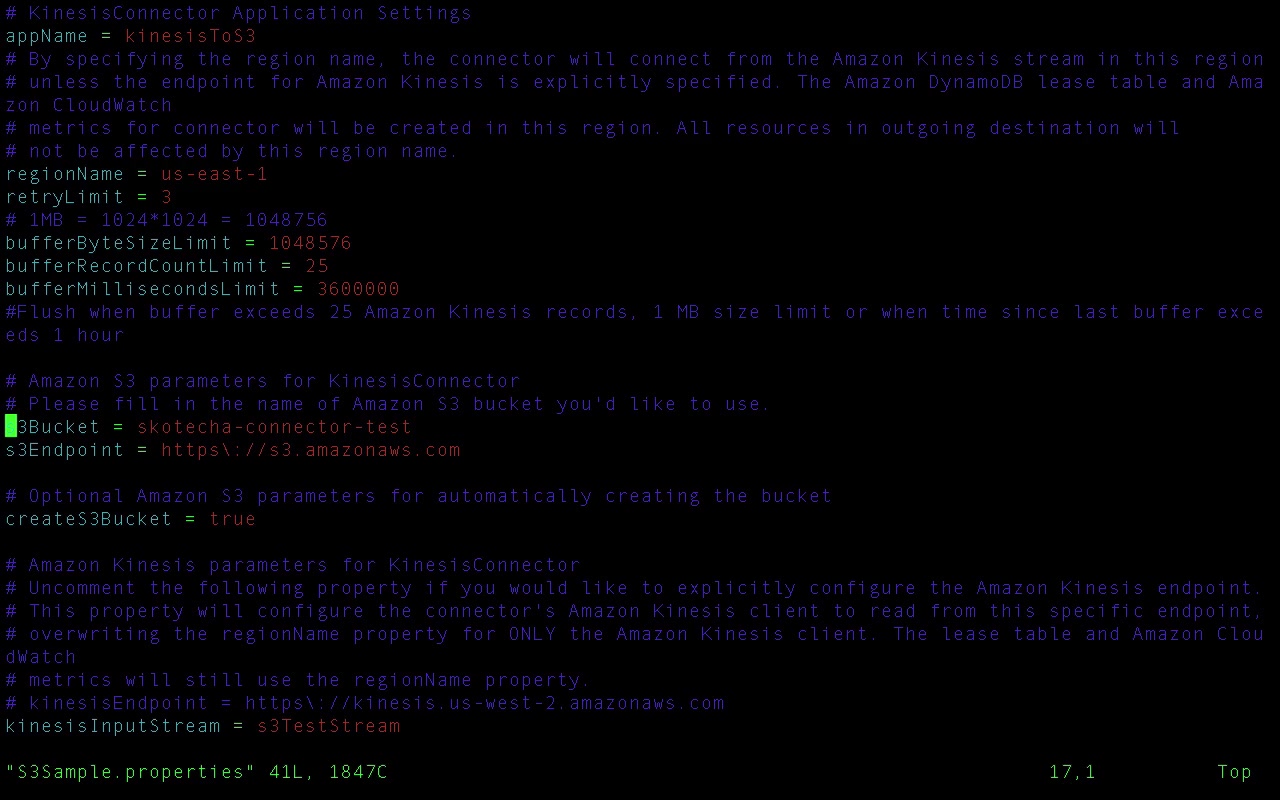 # KinesisConnector Application Settings
appName = kinesisToS3
# By specifying the region name, the connector will connect from the Amazon Kinesis stream in this region
# unless the endpoint for Amazon Kinesis is explicitly specified. The Amazon DynamoDB lease table and Ama
zon CloudWatch
# metrics for connector will be created in this region. All resources in outgoing destination will
# not be affected by this region name.
regionName = us-east-1
retryLimit = 3
# 1MB = 1024*1024 = 1048756
bufferByteSizeLimit = 1048576
bufferRecordCountLimit = 25
bufferMillisecondsLimit = 3600000
#Flush when buffer exceeds 25 Amazon Kinesis records, 1 MB size limit or when time since last buffer exce
eds 1 hour
# Amazon S3 parameters for KinesisConnector
# Please fill in the name of Amazon S3 bucket you'd like to use.
s3Bucket = skotecha-connector-test
s3Endpoint = https\://s3.amazonaws.com
# Optional Amazon S3 parameters for automatically creating the bucket
createS3Bucket = true
# Amazon Kinesis parameters for KinesisConnector
# Uncomment the following property if you would like to explicitly configure the Amazon Kinesis endpoint.
# This property will configure the connector's Amazon Kinesis client to read from this specific endpoint,
# overwriting the regionName property for ONLY the Amazon Kinesis client. The lease table and Amazon Clou
dWatch
# metrics will still use the regionName property.
# kinesisEndpoint = https\://kinesis.us-west-2.amazonaws.com
kinesisInputStream = s3TestStream
"S3Sample.properties" 41L, 1847C 17,1 Top